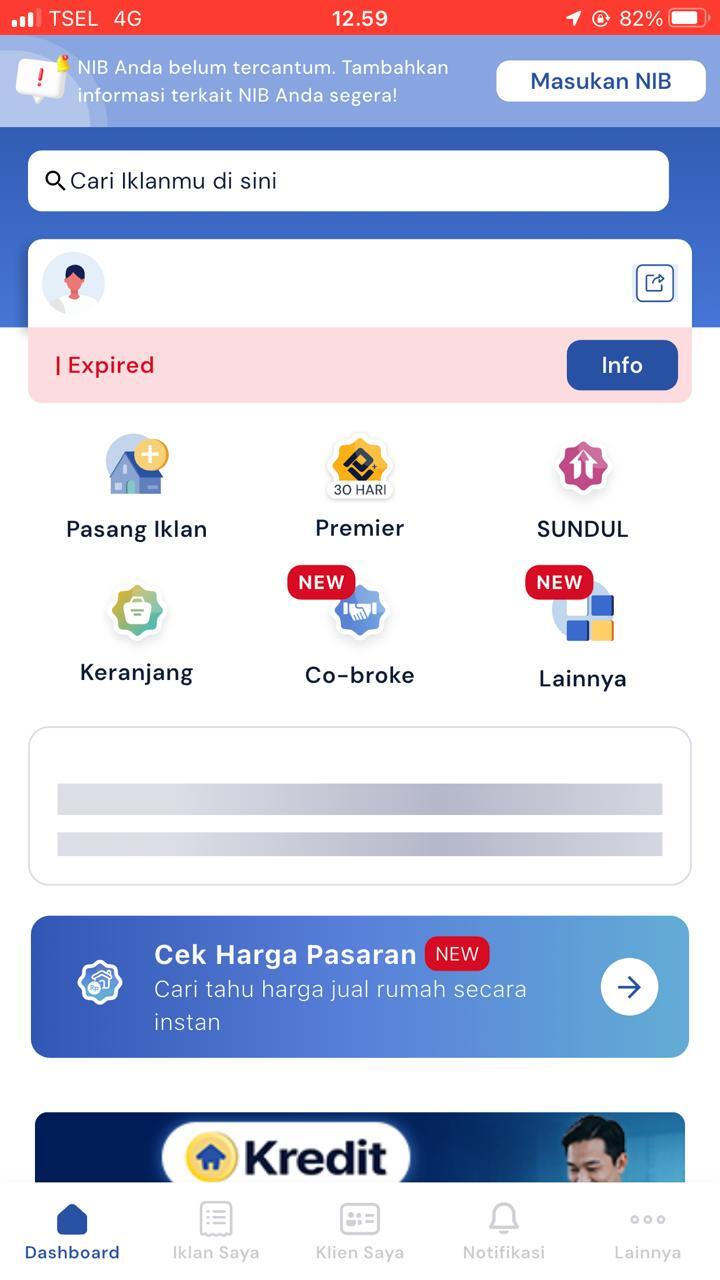 TSEL 4G 12.59 82%
NIB Anda belum tercantum. Tambahkan
informasi terkait NIB Anda segera!
Masukan NIB
Cari Iklanmu di sini
| Expired
Info
30 HARI
Pasang Iklan
Premier
SUNDUL
NEW
NEW
Keranjang
Co-broke
Lainnya
Cek Harga Pasaran NEW
Cari tahu harga jual rumah secara
instan
Kredit
Dashboard
Iklan Saya
Klien Saya
Notifikasi
Lainnya